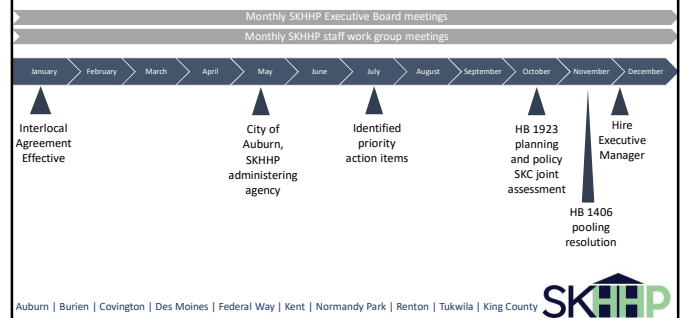 Monthly SKHHP Executive Board meetings
Monthly SKHHP staff work group meetings
January February March April May June July August September October November December
Interlocal
Agreement
Effective
City of
Auburn,
SKHHP
administering
agency
Identified
priority
action items
HB 1923
planning
and policy
SKC joint
assessment
HB 1406
pooling
resolution
Hire
Executive
Manager
Auburn | Burien | Covington | Des Moines | Federal Way | Kent | Normandy Park | Renton | Tukwila | King County
SKHHP